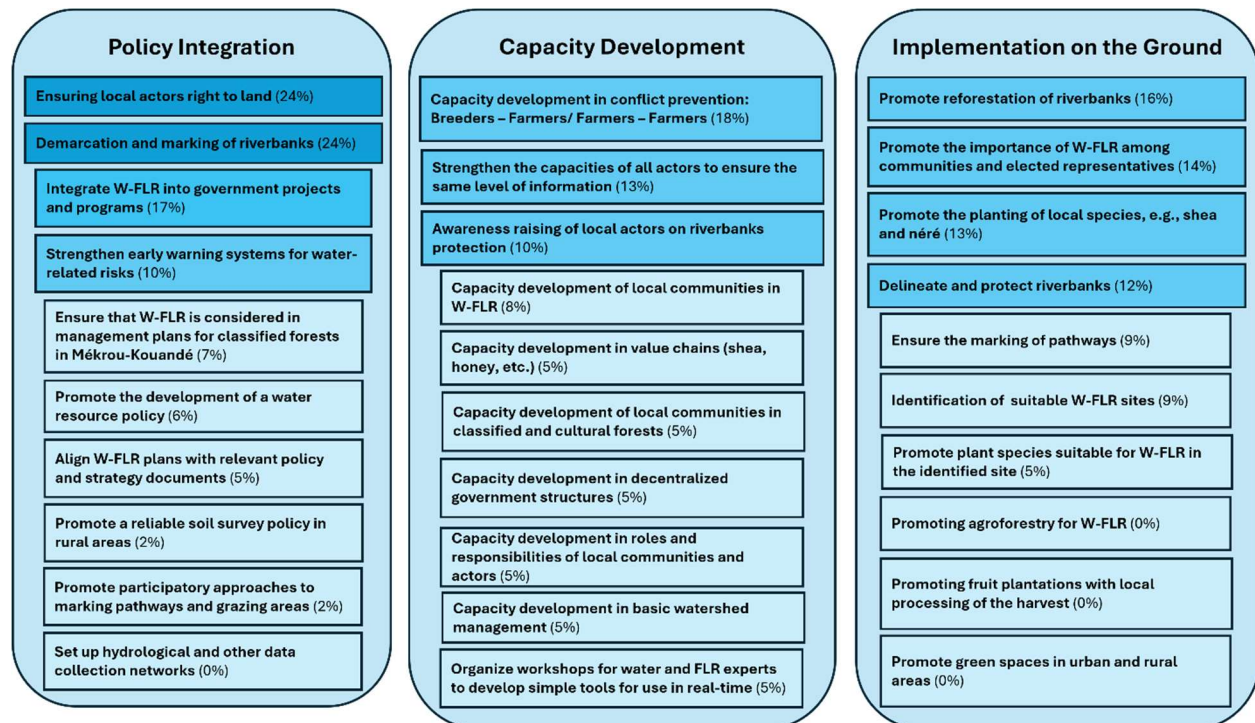 Policy Integration
Ensuring local actors right to land (24%)
Demarcation and marking of riverbanks (24%)
Integrate W-FLR into government projects
and programs (17%)
Strengthen early warning systems for water-
related risks (10%)
Ensure that W-FLR is considered in
management plans for classified forests
in Mékrou-Kouandé (7%)
Promote the development of a water
resource policy (6%)
Align W-FLR plans with relevant policy
and strategy documents (5%)
Promote a reliable soil survey policy in
rural areas (2%)
Promote participatory approaches to
marking pathways and grazing areas (2%)
Set up hydrological and other data
collection networks (0%)
Capacity Development
Capacity development in conflict prevention:
Breeders – Farmers/ Farmers – Farmers (18%)
Strengthen the capacities of all actors to ensure the
same level of information (13%)
Awareness raising of local actors on riverbanks
protection (10%)
Capacity development of local communities in
W-FLR (8%)
Capacity development in value chains (shea,
honey, etc.) (5%)
Capacity development of local communities in
classified and cultural forests (5%)
Capacity development in decentralized
government structures (5%)
Capacity development in roles and
responsibilities of local communities and
actors (5%)
Capacity development in basic watershed
management (5%)
Organize workshops for water and FLR experts
to develop simple tools for use in real-time (5%)
Implementation on the Ground
Promote reforestation of riverbanks (16%)
Promote the importance of W-FLR among
communities and elected representatives (14%)
Promote the planting of local species, e.g., shea
and néré (13%)
Delineate and protect riverbanks (12%)
Ensure the marking of pathways (9%)
Identification of suitable W-FLR sites (9%)
Promote plant species suitable for W-FLR in
the identified site (5%)
Promoting agroforestry for W-FLR (0%)
Promoting fruit plantations with local
processing of the harvest (0%)
Promote green spaces in urban and rural
areas (0%)